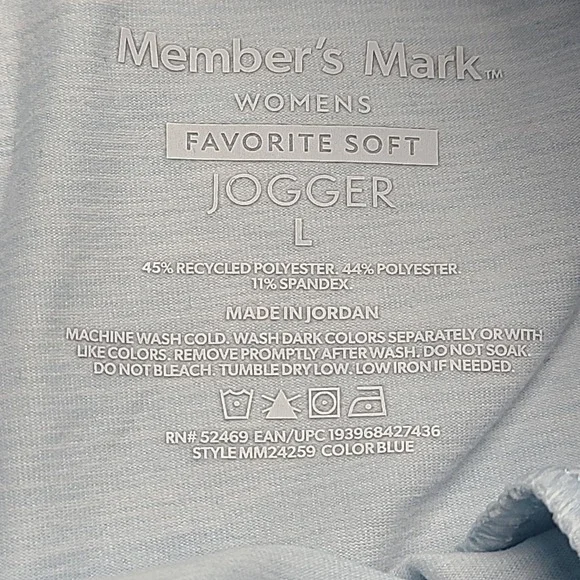 Member's Mark™
WOMENS
FAVORITE SOFT
JOGGER
L
45% RECYCLED POLYESTER. 44% POLYESTER.
11% SPANDEX.
MADE IN JORDAN
MACHINE WASH COLD. WASH DARK COLORS SEPARATELY OR WITH
LIKE COLORS. REMOVE PROMPTLY AFTER WASH. DO NOT SOAK.
DO NOT BLEACH. TUMBLE DRY LOW. LOW IRON IF NEEDED.
RN# 52469 EAN/UPC 193968427436
STYLE MM24259 COLOR BLUE